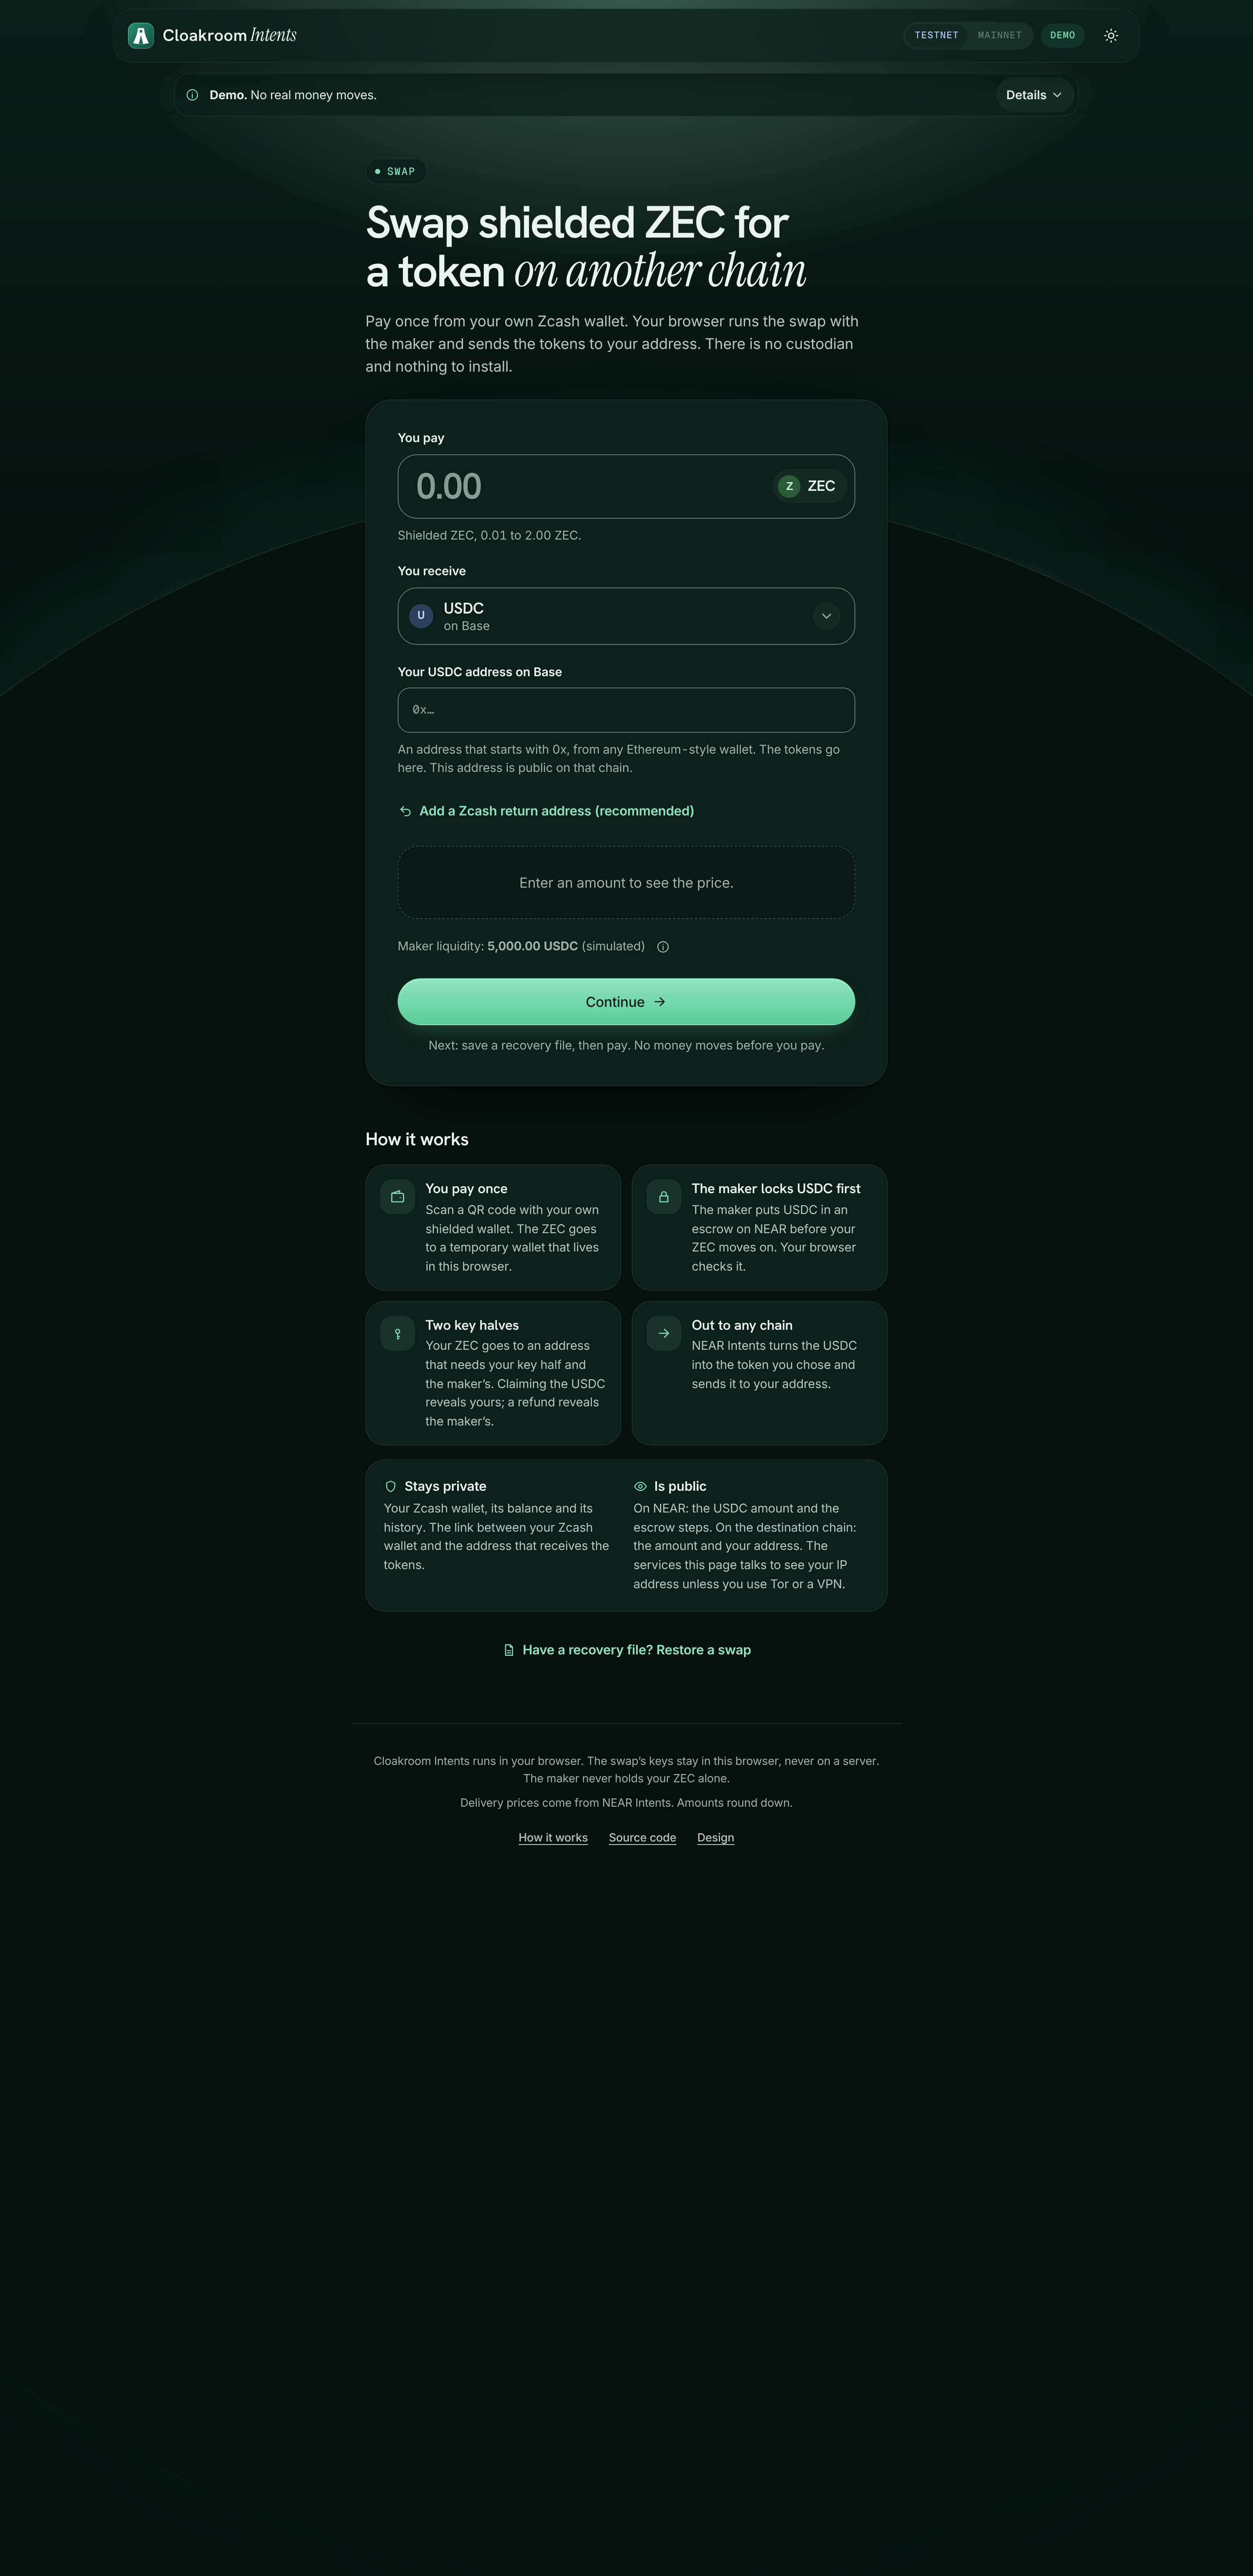 Cloakroom Intents
TESTNET
MAINNET
DEMO
Demo. No real money moves.
Details
SWAP
Swap shielded ZEC for
a token on another chain
Pay once from your own Zcash wallet. Your browser runs the swap with
the maker and sends the tokens to your address. There is no custodian
and nothing to install.
You pay
0.00
Z
ZEC
Shielded ZEC, 0.01 to 2.00 ZEC.
You receive
U
USDC
on Base
Your USDC address on Base
0x…
An address that starts with 0x, from any Ethereum-style wallet. The tokens go
here. This address is public on that chain.
Add a Zcash return address (recommended)
Enter an amount to see the price.
Maker liquidity: 5,000.00 USDC (simulated)
Continue
Next: save a recovery file, then pay. No money moves before you pay.
How it works
You pay once
Scan a QR code with your own
shielded wallet. The ZEC goes
to a temporary wallet that lives
in this browser.
The maker locks USDC first
The maker puts USDC in an
escrow on NEAR before your
ZEC moves on. Your browser
checks it.
Two key halves
Your ZEC goes to an address
that needs your key half and
the maker’s. Claiming the USDC
reveals yours; a refund reveals
the maker’s.
Out to any chain
NEAR Intents turns the USDC
into the token you chose and
sends it to your address.
Stays private
Your Zcash wallet, its balance and its
history. The link between your Zcash
wallet and the address that receives the
tokens.
Is public
On NEAR: the USDC amount and the
escrow steps. On the destination chain:
the amount and your address. The
services this page talks to see your IP
address unless you use Tor or a VPN.
Have a recovery file? Restore a swap
Cloakroom Intents runs in your browser. The swap’s keys stay in this browser, never on a server.
The maker never holds your ZEC alone.
Delivery prices come from NEAR Intents. Amounts round down.
How it works
Source code
Design